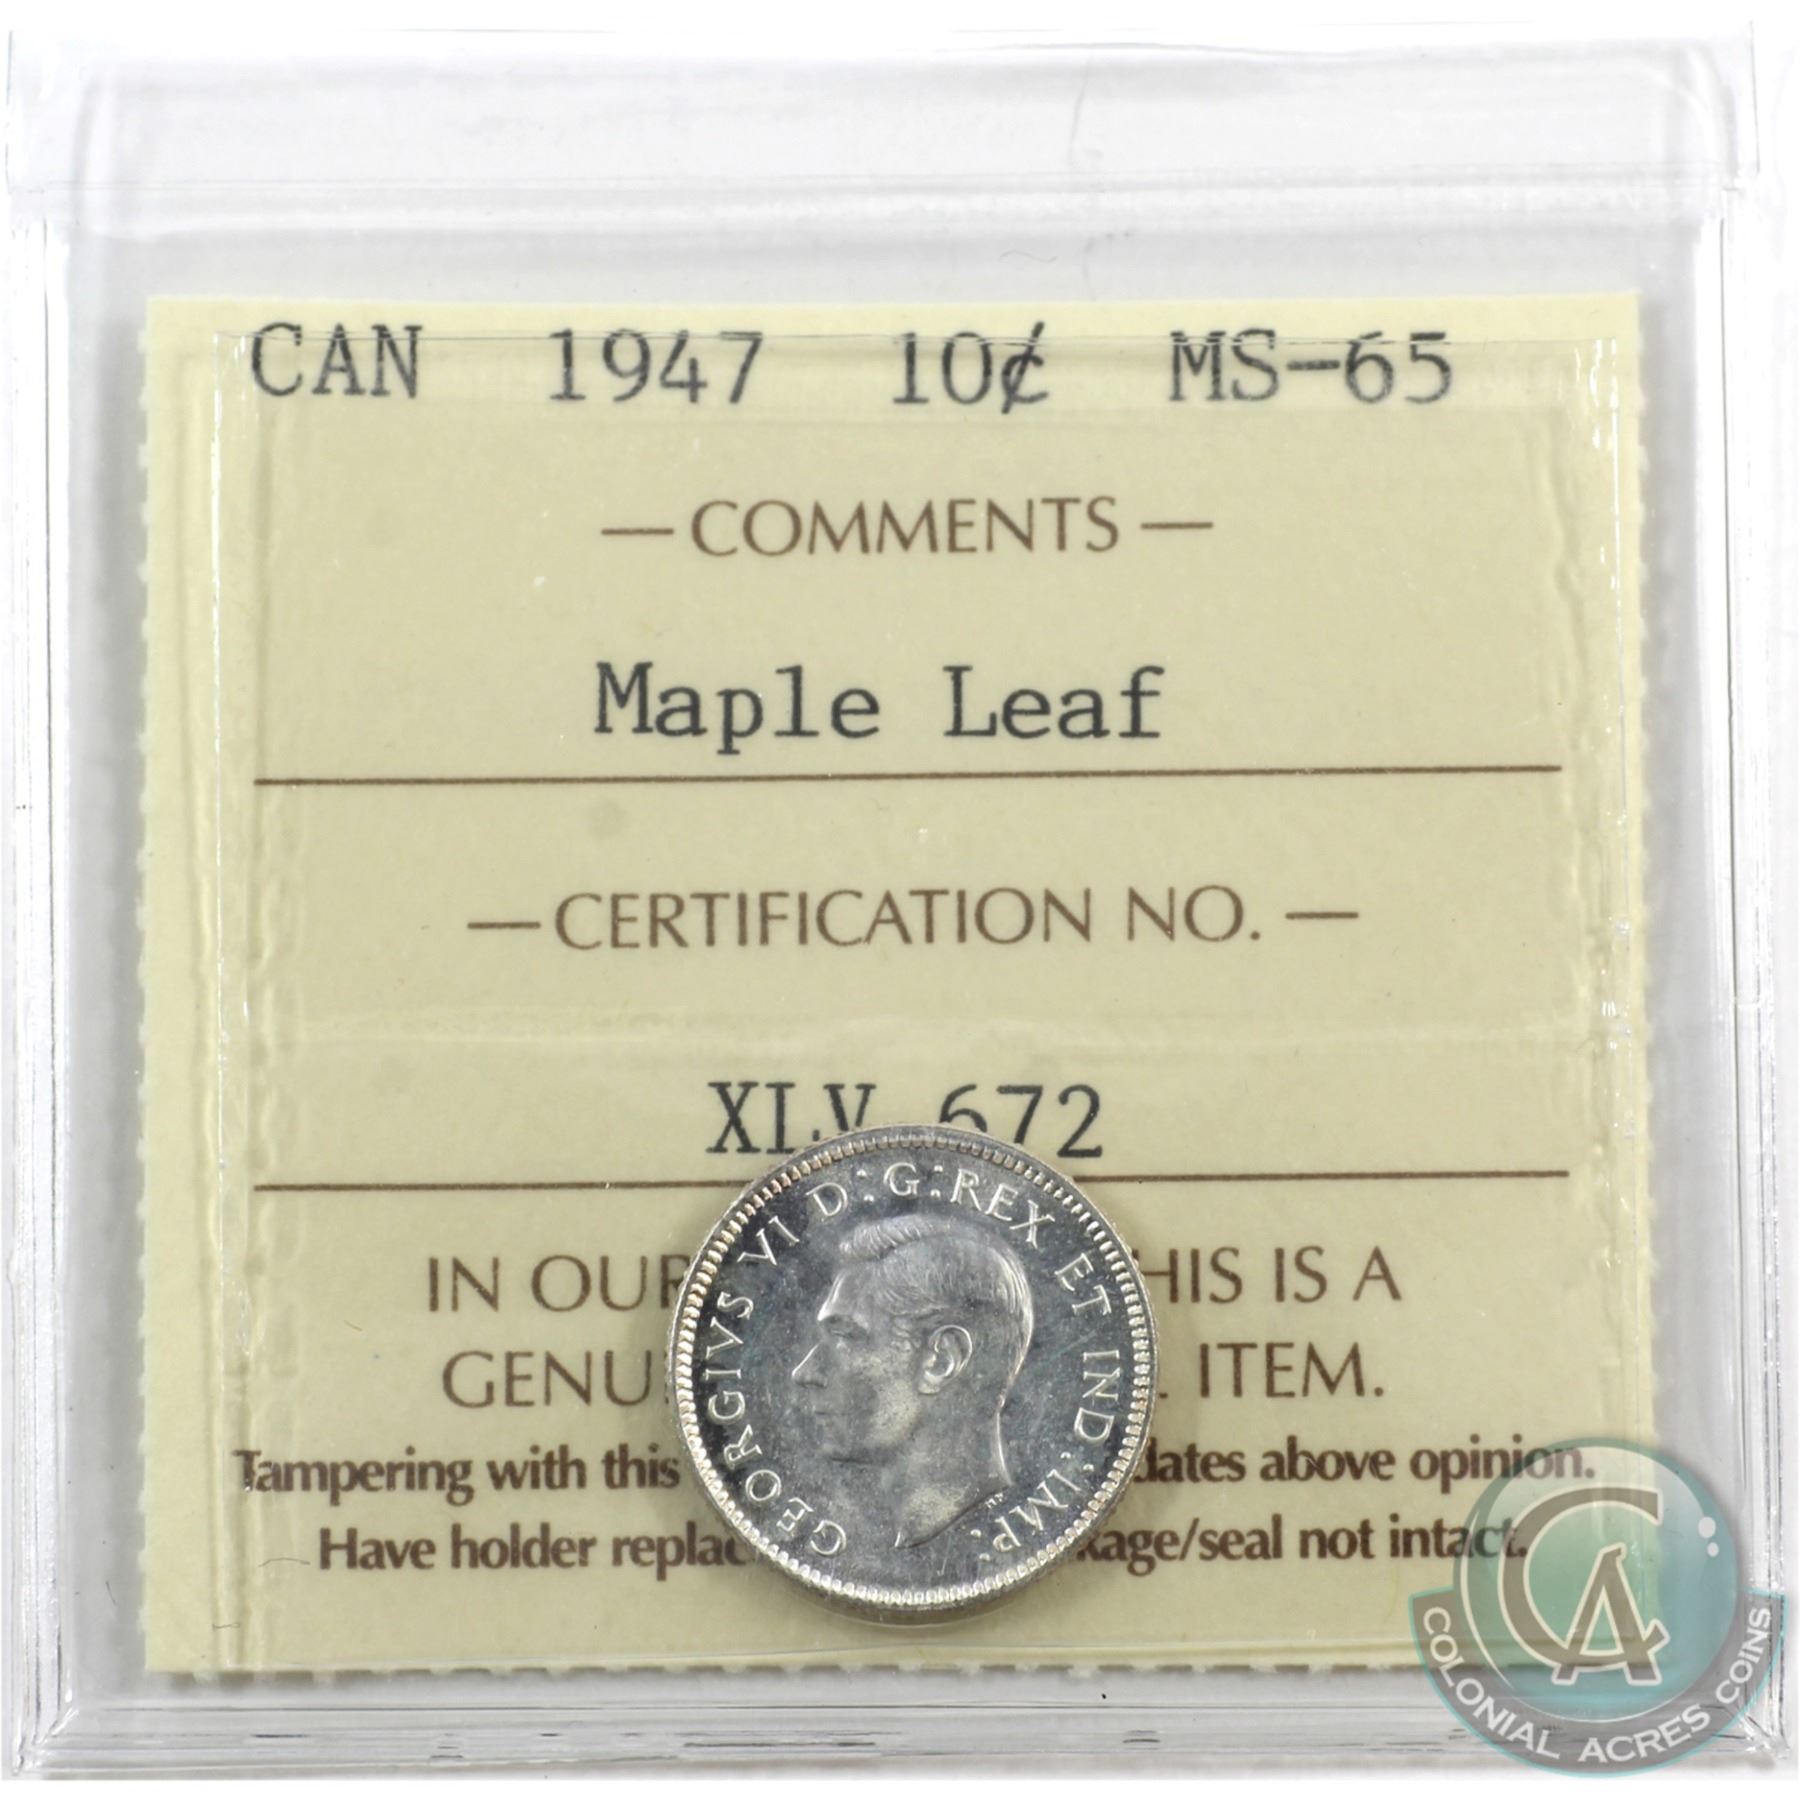 CAN 1947 10¢ MS-65
— COMMENTS —
Maple Leaf
— CERTIFICATION NO. —
XLV 672
IN OUR HIS IS A
GENU ITEM.
Tampering with this dates above opinion.
Have holder replac kage/seal not intact.
GEORGIVS VI D:G:REX ET IND:IMP:
HP
CA
COLONIAL ACRES COINS